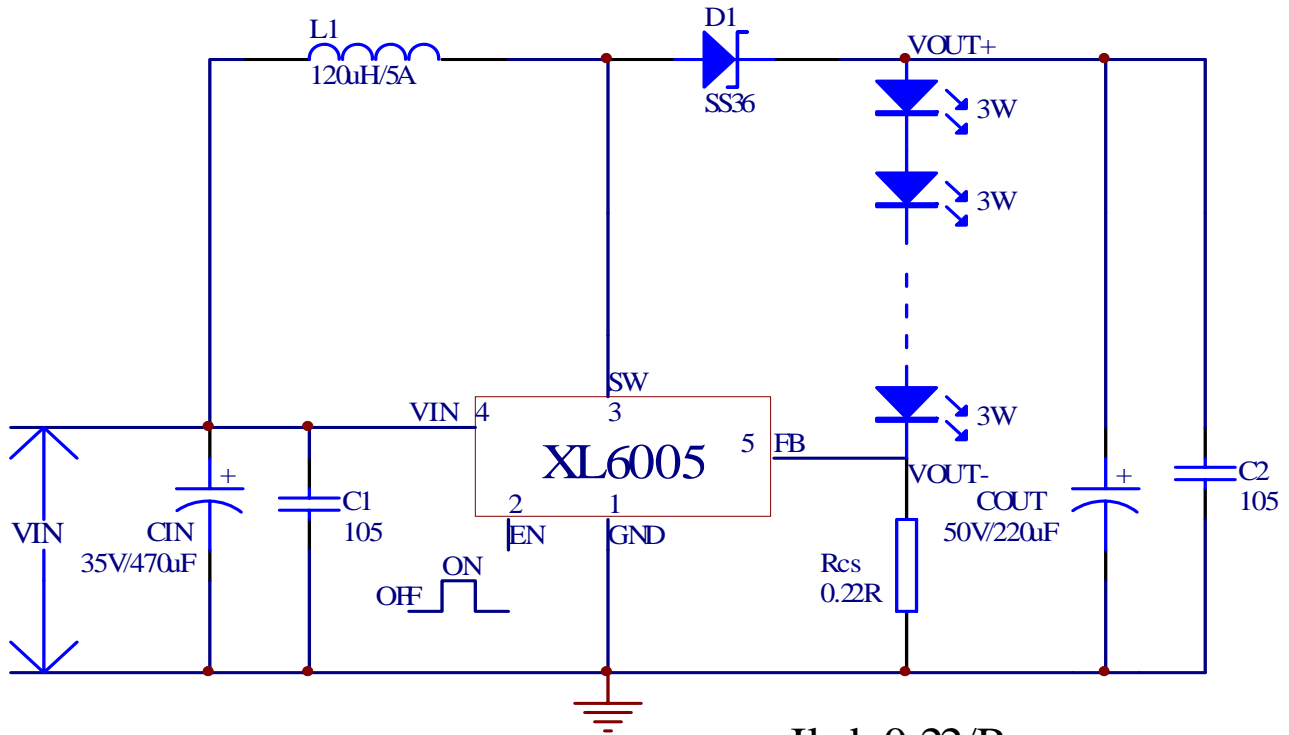 L1
120uH/5A
D1
SS36
VOUT+
3W
3W
3W
SW
3
VIN 4
5 FB
XL6005
2
EN
1
GND
VOUT-
VIN
CIN
35V/470uF
C1
105
OFF
ON
Rcs
0.22R
COUT
50V/220uF
C2
105